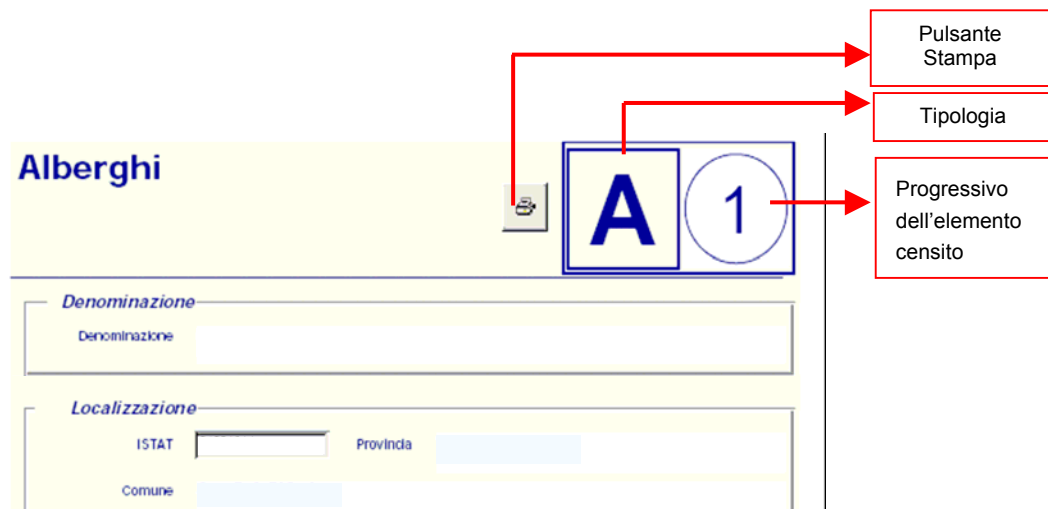 Pulsante
Stampa
Tipologia
Alberghi
A
1
Progressivo
dell'elemento
censito
Denominazione
Denominazione
Localizzazione
ISTAT
Provincia
Comune